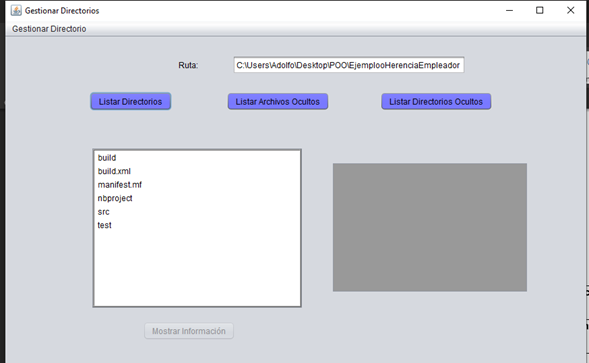 Gestionar Directorios
Gestionar Directorio
Ruta: C:\Users\Adolfo\Desktop\POO\EjemplooHerenciaEmpleador
Listar Directorios Listar Archivos Ocultos Listar Directorios Ocultos
build
build.xml
manifest.mf
nbproject
src
test
Mostrar Información